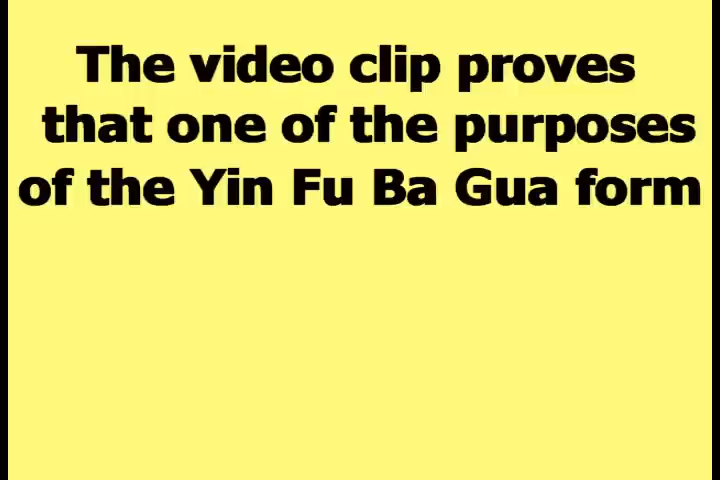 The video clip proves
that one of the purposes
of the Yin Fu Ba Gua form